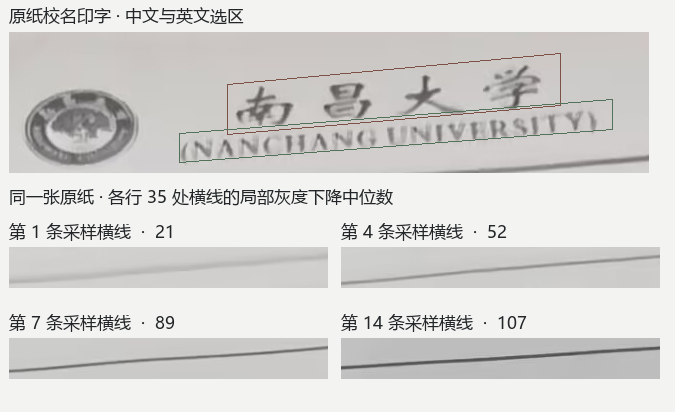 原纸校名印字 · 中文与英文选区
南昌大学
(NANCHANG UNIVERSITY)
同一张原纸 · 各行 35 处横线的局部灰度下降中位数
第 1 条采样横线 · 21
第 4 条采样横线 · 52
第 7 条采样横线 · 89
第 14 条采样横线 · 107